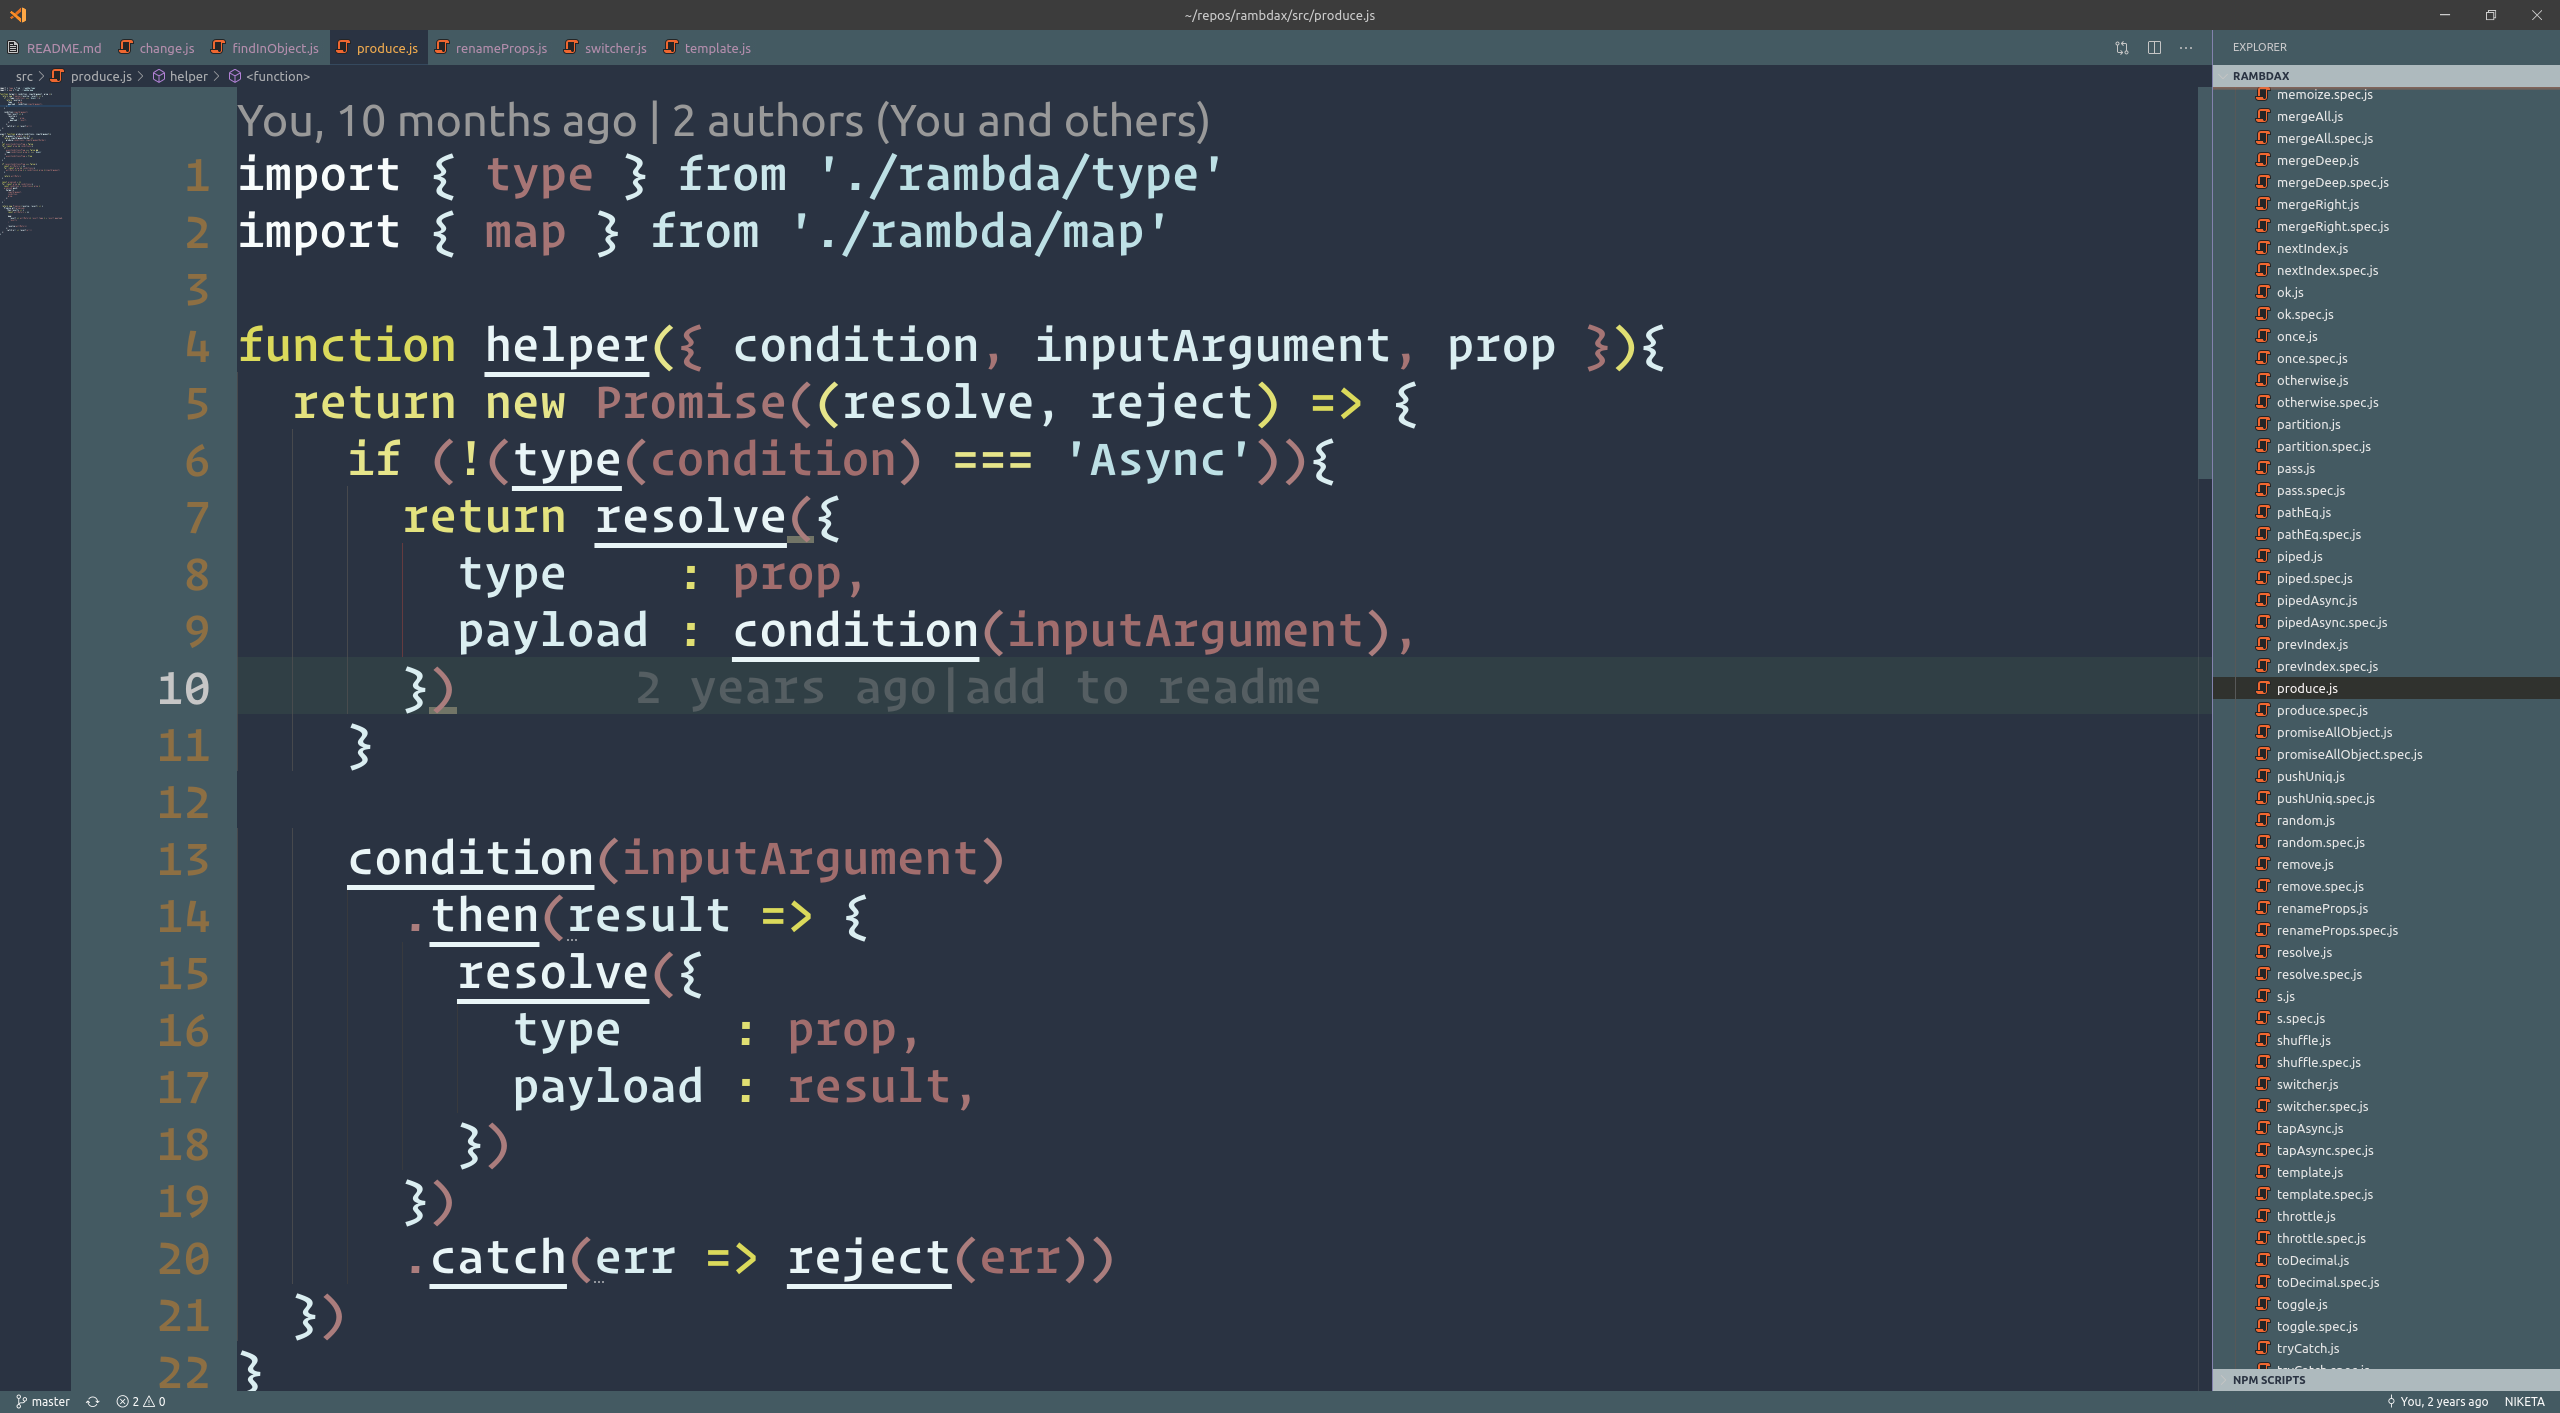 ~/repos/rambdax/src/produce.js
README.md change.js findInObject.js produce.js renameProps.js switcher.js template.js
src > produce.js > helper > <function>
You, 10 months ago | 2 authors (You and others)
1 import { type } from './rambda/type'
2 import { map } from './rambda/map'
3
4 function helper({ condition, inputArgument, prop }){
5 return new Promise((resolve, reject) => {
6 if (!(type(condition) === 'Async')){
7 return resolve({
8 type : prop,
9 payload : condition(inputArgument),
10 }) 2 years ago|add to readme
11 }
12
13 condition(inputArgument)
14 .then(result => {
15 resolve({
16 type : prop,
17 payload : result,
18 })
19 })
20 .catch(err => reject(err))
21 })
22 }
EXPLORER
RAMBDAX
memoize.spec.js
mergeAll.js
mergeAll.spec.js
mergeDeep.js
mergeDeep.spec.js
mergeRight.js
mergeRight.spec.js
nextIndex.js
nextIndex.spec.js
ok.js
ok.spec.js
once.js
once.spec.js
otherwise.js
otherwise.spec.js
partition.js
partition.spec.js
pass.js
pass.spec.js
pathEq.js
pathEq.spec.js
piped.js
piped.spec.js
pipedAsync.js
pipedAsync.spec.js
prevIndex.js
prevIndex.spec.js
produce.js
produce.spec.js
promiseAllObject.js
promiseAllObject.spec.js
pushUniq.js
pushUniq.spec.js
random.js
random.spec.js
remove.js
remove.spec.js
renameProps.js
renameProps.spec.js
resolve.js
resolve.spec.js
s.js
s.spec.js
shuffle.js
shuffle.spec.js
switcher.js
switcher.spec.js
tapAsync.js
tapAsync.spec.js
template.js
template.spec.js
throttle.js
throttle.spec.js
toDecimal.js
toDecimal.spec.js
toggle.js
toggle.spec.js
tryCatch.js
NPM SCRIPTS
master 2 0 You, 2 years ago NIKETA